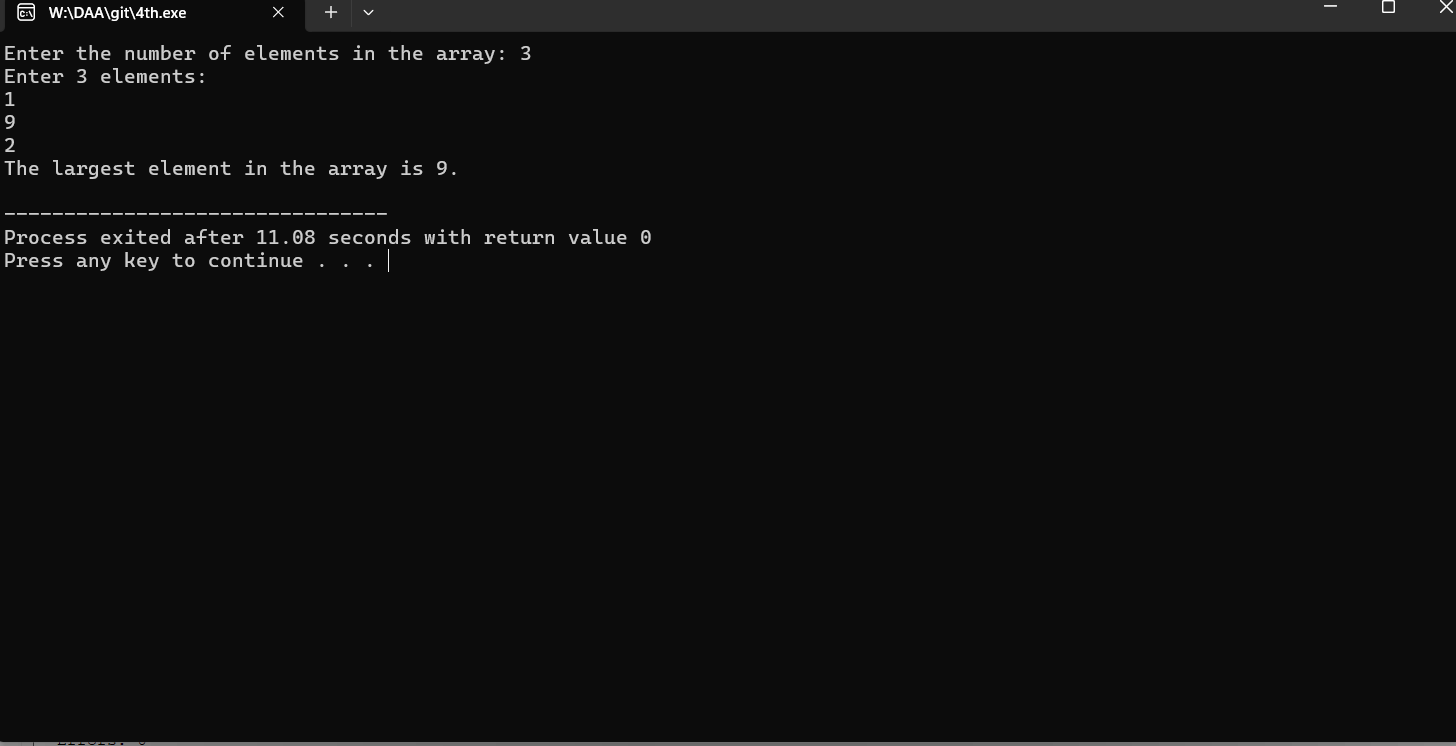 W:\DAA\git\4th.exe
Enter the number of elements in the array: 3
Enter 3 elements:
1
9
2
The largest element in the array is 9.
--------------------------------
Process exited after 11.08 seconds with return value 0
Press any key to continue . . .